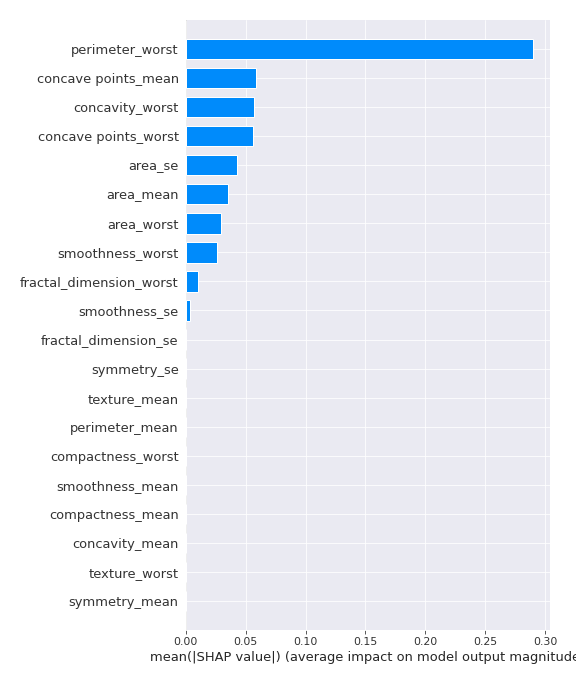 perimeter_worst
concave points_mean
concavity_worst
concave points_worst
area_se
area_mean
area_worst
smoothness_worst
fractal_dimension_worst
smoothness_se
fractal_dimension_se
symmetry_se
texture_mean
perimeter_mean
compactness_worst
smoothness_mean
compactness_mean
concavity_mean
texture_worst
symmetry_mean
0.00 0.05 0.10 0.15 0.20 0.25 0.30
mean(|SHAP value|) (average impact on model output magnitude